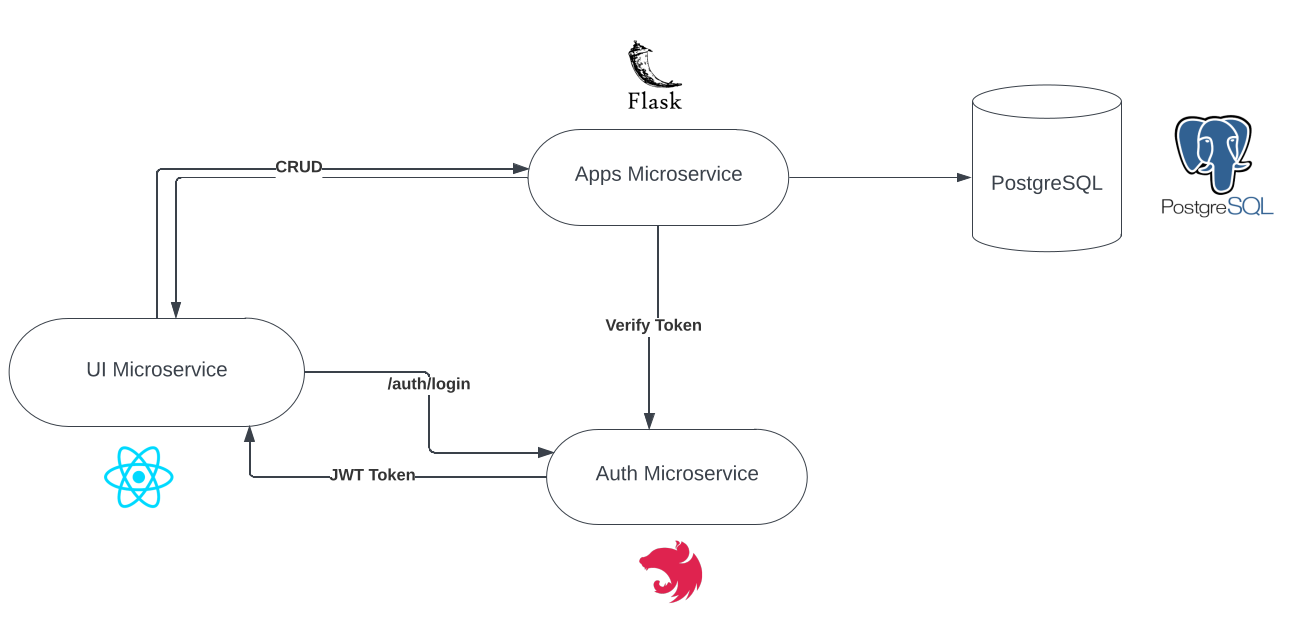 Flask
CRUD
Apps Microservice
PostgreSQL
PostgreSQL
Verify Token
UI Microservice
/auth/login
JWT Token
Auth Microservice